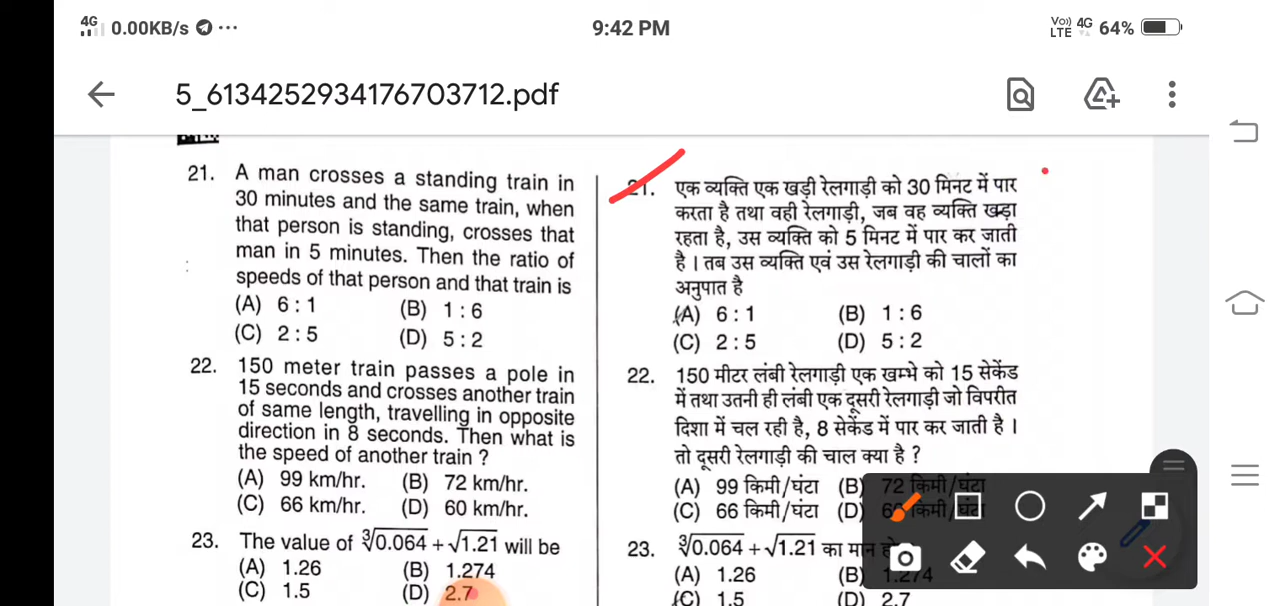 4G 0.00KB/s ...
9:42 PM
Vo)) LTE 4G 64%
5_6134252934176703712.pdf
21. A man crosses a standing train in
30 minutes and the same train, when
that person is standing, crosses that
man in 5 minutes. Then the ratio of
speeds of that person and that train is
(A) 6 : 1 (B) 1 : 6
(C) 2 : 5 (D) 5 : 2
22. 150 meter train passes a pole in
15 seconds and crosses another train
of same length, travelling in opposite
direction in 8 seconds. Then what is
the speed of another train ?
(A) 99 km/hr. (B) 72 km/hr.
(C) 66 km/hr. (D) 60 km/hr.
23. The value of ∛0.064 + √1.21 will be
(A) 1.26 (B) 1.274
(C) 1.5 (D) 2.7
21. एक व्यक्ति एक खड़ी रेलगाड़ी को 30 मिनट में पार
करता है तथा वही रेलगाड़ी, जब वह व्यक्ति खड़ा
रहता है, उस व्यक्ति को 5 मिनट में पार कर जाती
है । तब उस व्यक्ति एवं उस रेलगाड़ी की चालों का
अनुपात है
(A) 6 : 1 (B) 1 : 6
(C) 2 : 5 (D) 5 : 2
22. 150 मीटर लंबी रेलगाड़ी एक खम्भे को 15 सेकेंड
में तथा उतनी ही लंबी एक दूसरी रेलगाड़ी जो विपरीत
दिशा में चल रही है, 8 सेकेंड में पार कर जाती है ।
तो दूसरी रेलगाड़ी की चाल क्या है ?
(A) 99 किमी/घंटा (B) 72 किमी/घंटा
(C) 66 किमी/घंटा (D) 60 किमी/घंटा
23. ∛0.064 + √1.21 का मान
(A) 1.26 (B) 1.274
(C) 1.5 (D) 2.7